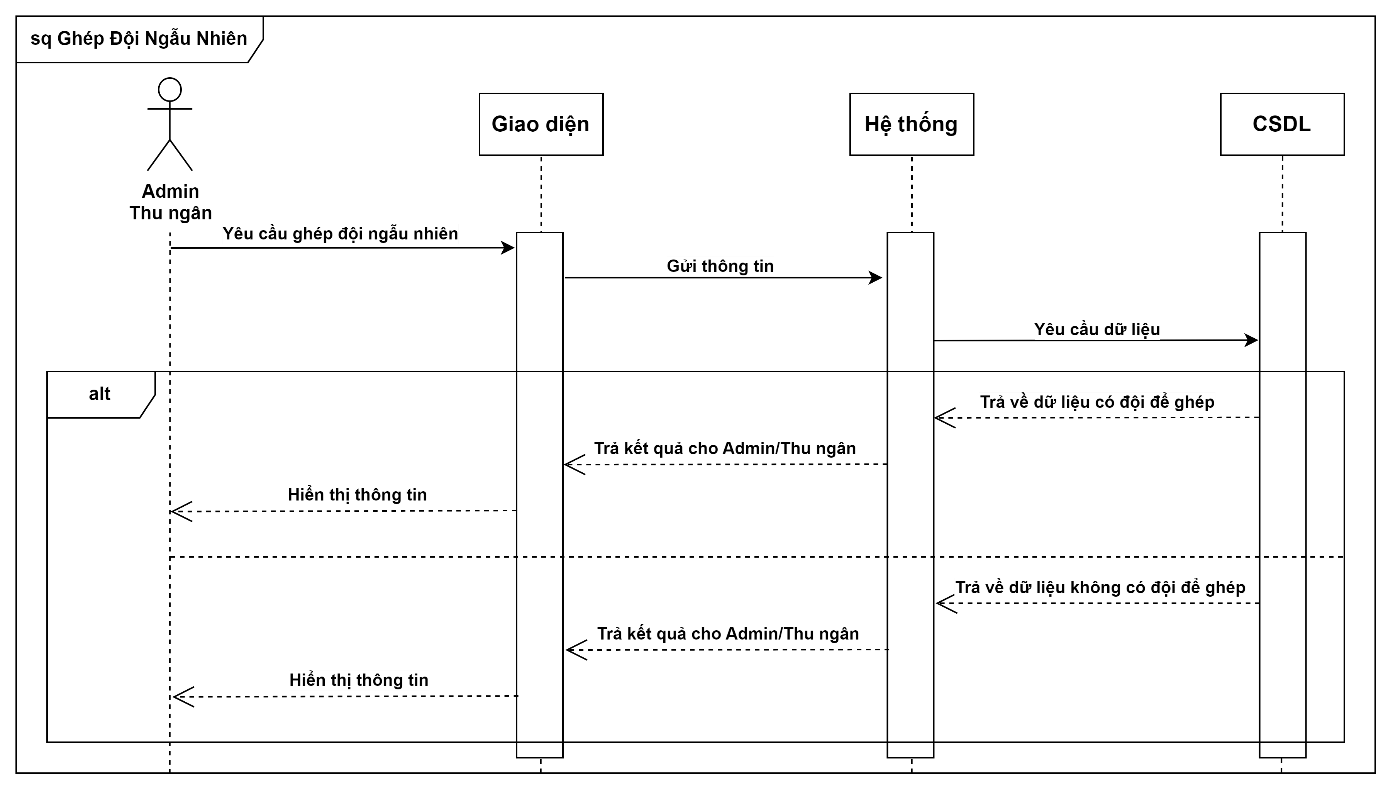 sq Ghép Đội Ngẫu Nhiên
Giao diện
Hệ thống
CSDL
Admin
Thu ngân
Yêu cầu ghép đội ngẫu nhiên
Gửi thông tin
Yêu cầu dữ liệu
alt
Trả về dữ liệu có đội để ghép
Trả kết quả cho Admin/Thu ngân
Hiển thị thông tin
Trả về dữ liệu không có đội để ghép
Trả kết quả cho Admin/Thu ngân
Hiển thị thông tin